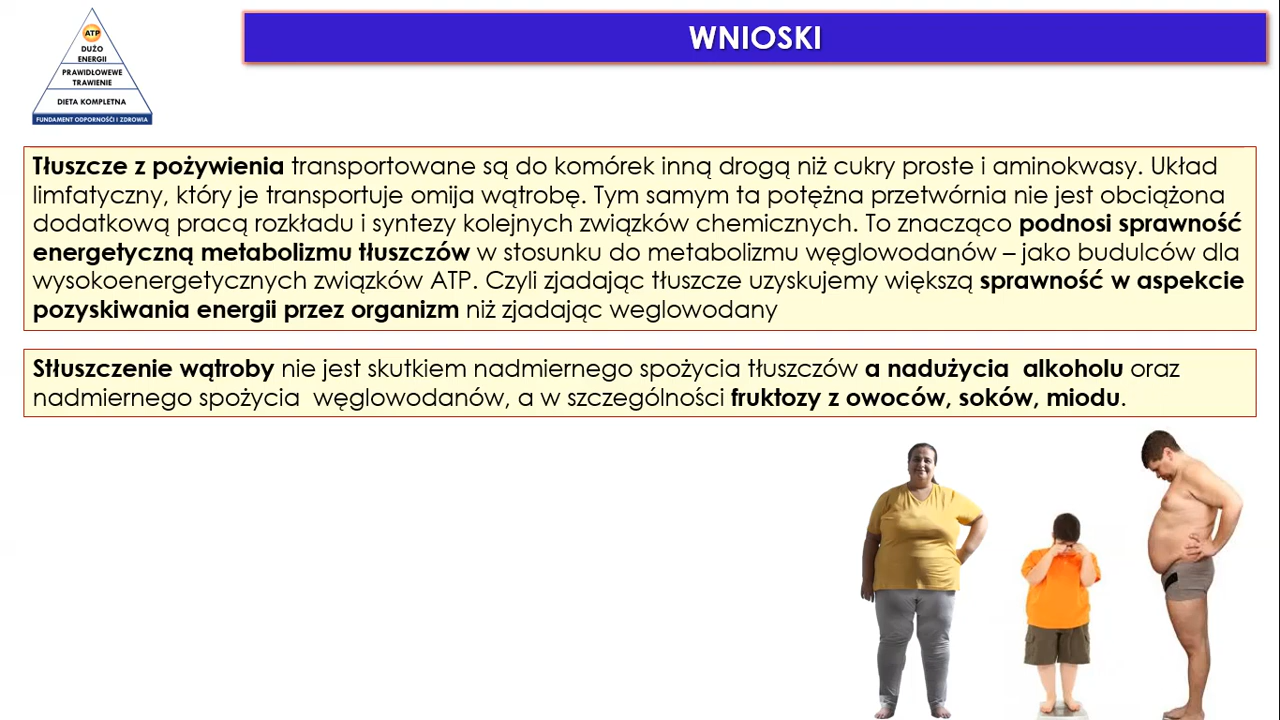 ATP
DUŻO
ENERGII
PRAWIDŁOWEWE
TRAWIENIE
DIETA KOMPLETNA
FUNDAMENT ODPORNOŚCI I ZDROWIA
WNIOSKI
Tłuszcze z pożywienia transportowane są do komórek inną drogą niż cukry proste i aminokwasy. Układ
limfatyczny, który je transportuje omija wątrobę. Tym samym ta potężna przetwórnia nie jest obciążona
dodatkową pracą rozkładu i syntezy kolejnych związków chemicznych. To znacząco podnosi sprawność
energetyczną metabolizmu tłuszczów w stosunku do metabolizmu węglowodanów – jako budulców dla
wysokoenergetycznych związków ATP. Czyli zjadając tłuszcze uzyskujemy większą sprawność w aspekcie
pozyskiwania energii przez organizm niż zjadając weglowodany
Stłuszczenie wątroby nie jest skutkiem nadmiernego spożycia tłuszczów a nadużycia alkoholu oraz
nadmiernego spożycia węglowodanów, a w szczególności fruktozy z owoców, soków, miodu.